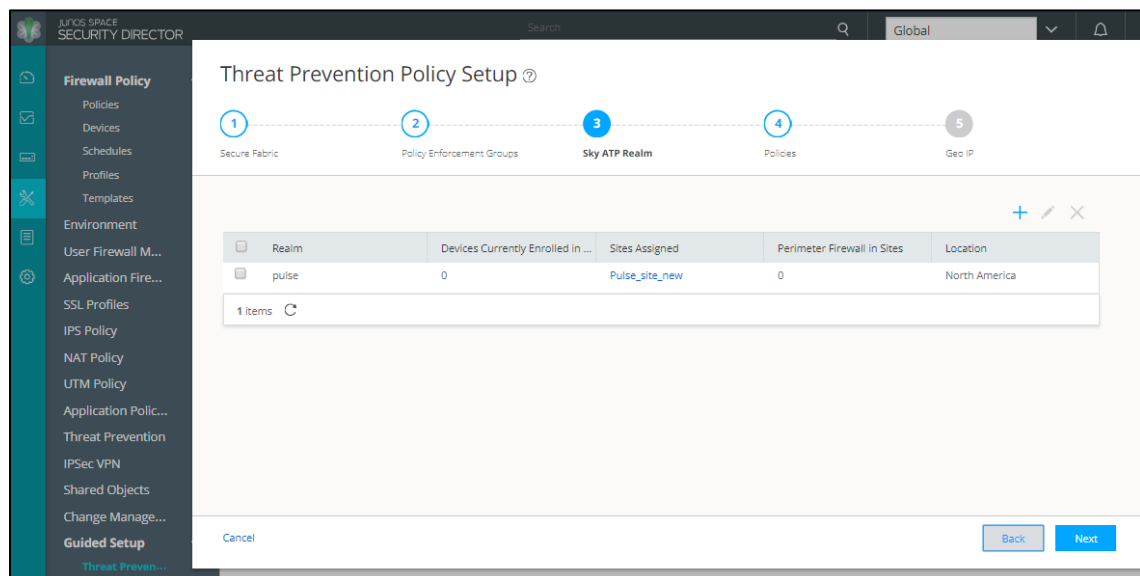 JUNOS SPACE
SECURITY DIRECTOR
Search
Global
Firewall Policy
Policies
Devices
Schedules
Profiles
Templates
Environment
User Firewall M...
Application Fire...
SSL Profiles
IPS Policy
NAT Policy
UTM Policy
Application Polic...
Threat Prevention
IPSec VPN
Shared Objects
Change Manage...
Guided Setup
Threat Preven...
Threat Prevention Policy Setup ?
1 2 3 4 5
Secure Fabric Policy Enforcement Groups Sky ATP Realm Policies Geo IP
Realm Devices Currently Enrolled in ... Sites Assigned Perimeter Firewall in Sites Location
pulse 0 Pulse_site_new 0 North America
1 items
Cancel Back Next